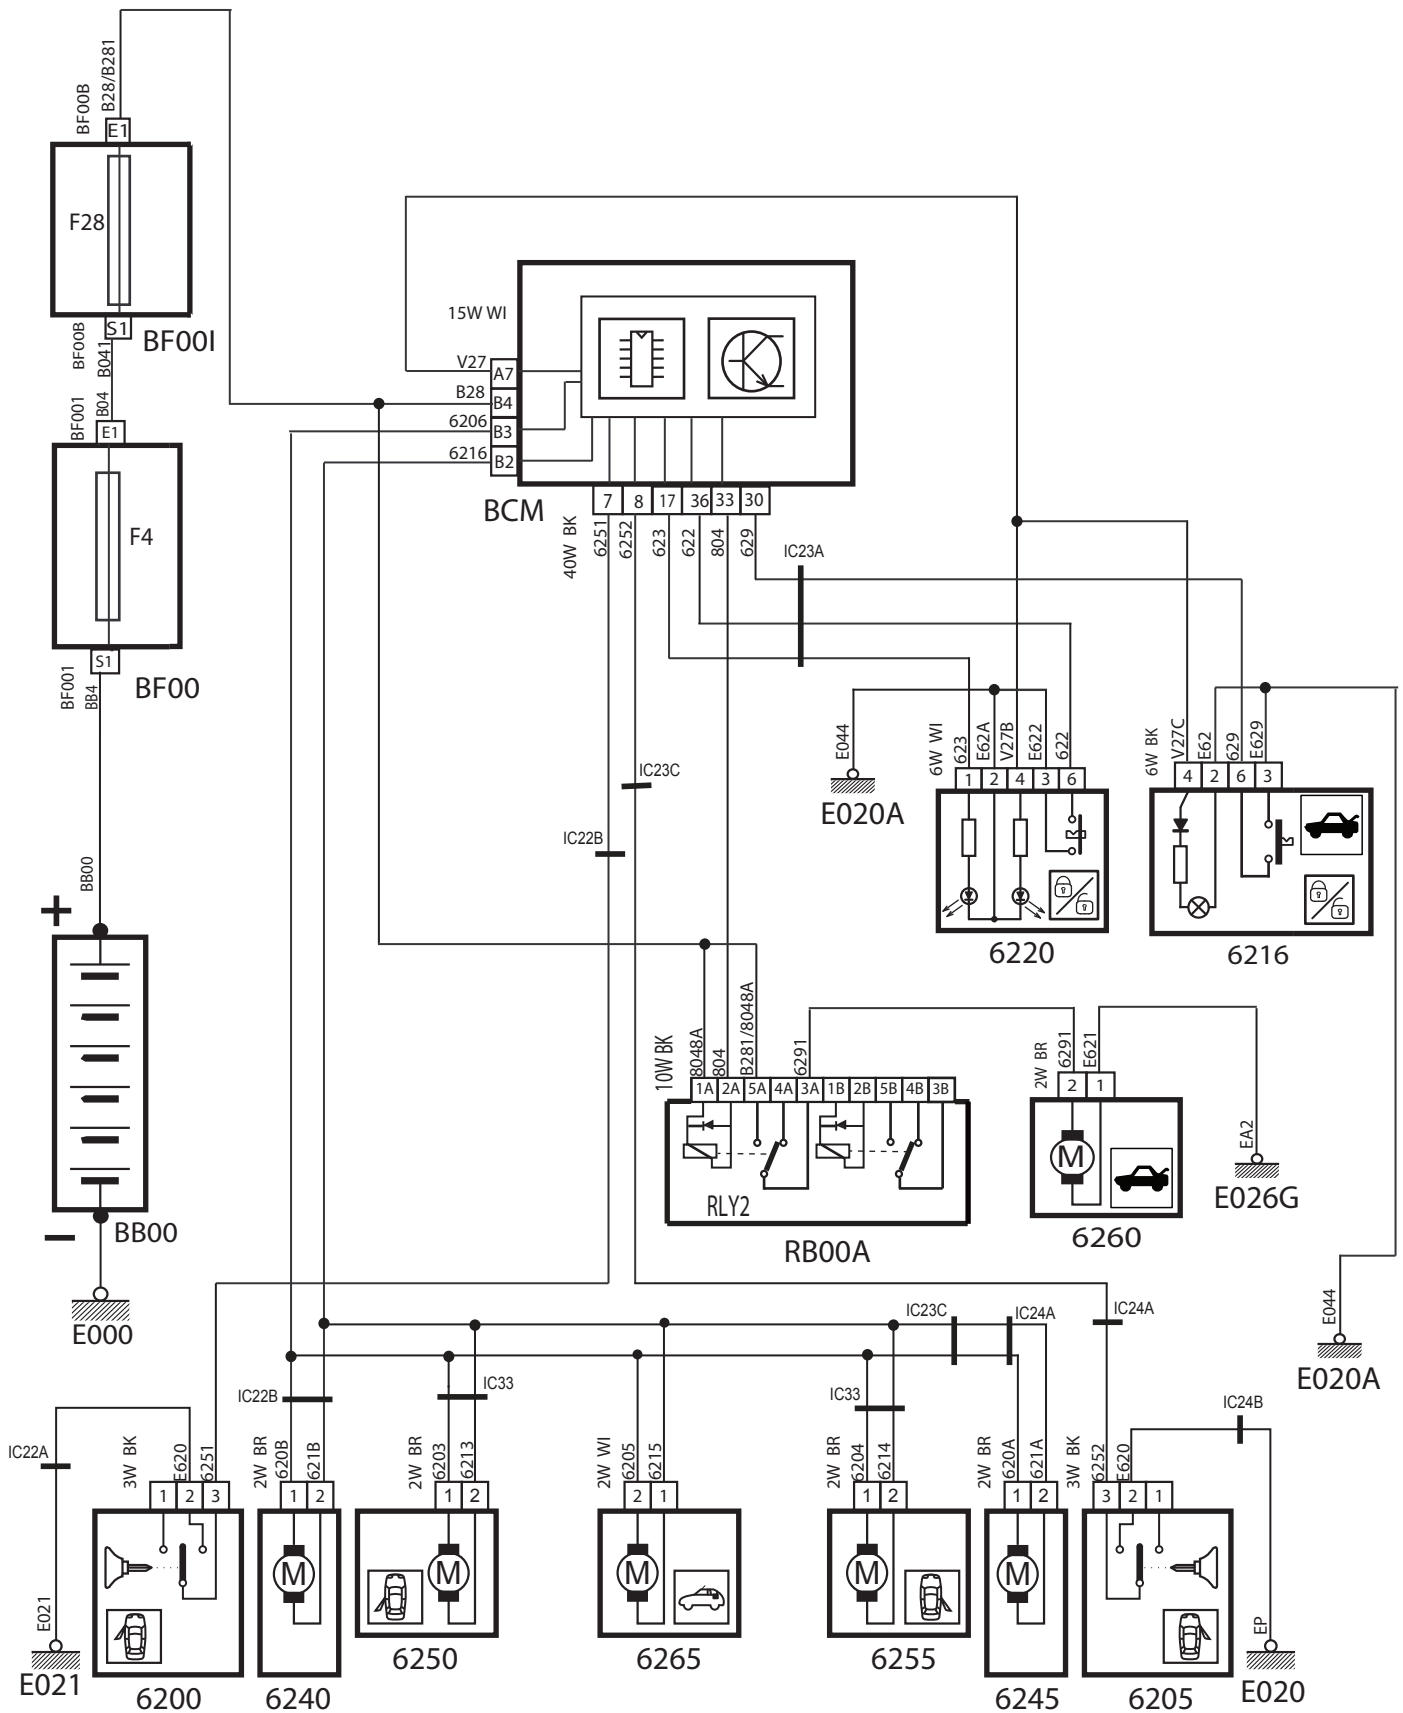 BF00B
B28/B281
E1
F28
S1
BF00B
B041
BF00I
BF001
B04
E1
F4
S1
BF001
BB4
BF00
BB00
+
−
BB00
E000
15W WI
V27
A7
B28
B4
6206
B3
6216
B2
BCM
7
8
17
36
33
30
40W BK
6251
6252
623
622
804
629
IC23A
IC23C
IC22B
E044
E020A
6W WI
623
E62A
V27B
E622
622
1
2
4
3
6
6220
6W BK
V27C
E62
629
E629
4
2
6
3
6216
10W BK
8048A
804
B281/8048A
6291
1A
2A
5A
4A
3A
1B
2B
5B
4B
3B
RLY2
RB00A
2W BR
6291
E621
2
1
M
6260
EA2
E026G
E044
E020A
IC23C
IC24A
IC24A
IC22B
IC33
IC33
IC24B
IC22A
E021
E021
3W BK
E620
6251
1
2
3
6200
2W BR
620B
621B
1
2
M
6240
2W BR
6203
6213
1
2
M
6250
2W WI
6205
6215
2
1
M
6265
2W BR
6204
6214
1
2
M
6255
2W BR
620A
621A
1
2
M
6245
3W BK
6252
E620
3
2
1
6205
EP
E020